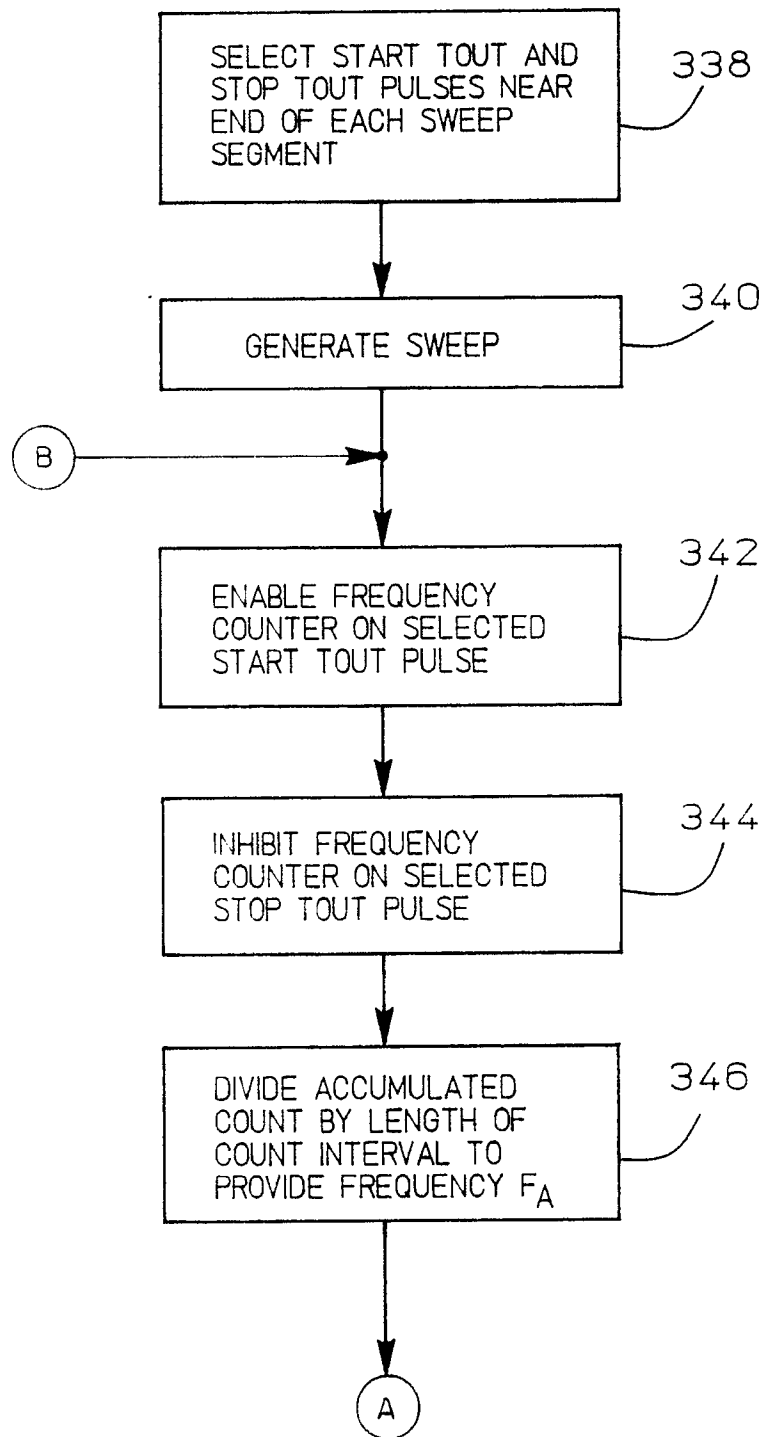 SELECT START TOUT AND
STOP TOUT PULSES NEAR
END OF EACH SWEEP
SEGMENT
338
GENERATE SWEEP
340
B
ENABLE FREQUENCY
COUNTER ON SELECTED
START TOUT PULSE
342
INHIBIT FREQUENCY
COUNTER ON SELECTED
STOP TOUT PULSE
344
DIVIDE ACCUMULATED
COUNT BY LENGTH OF
COUNT INTERVAL TO
PROVIDE FREQUENCY FA
346
A